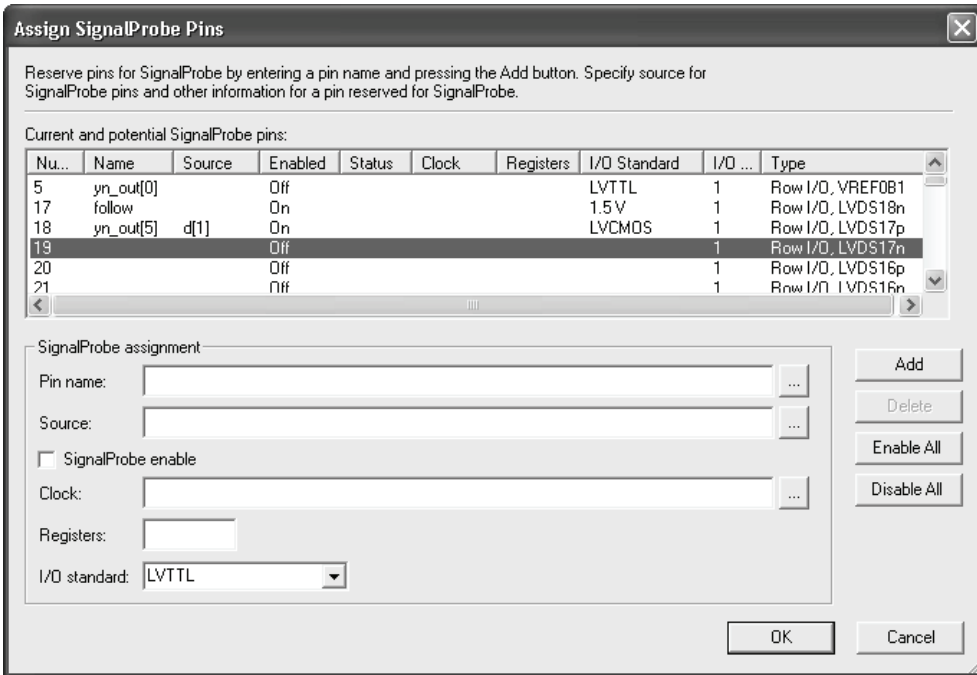 Assign SignalProbe Pins
Reserve pins for SignalProbe by entering a pin name and pressing the Add button. Specify source for
SignalProbe pins and other information for a pin reserved for SignalProbe.
Current and potential SignalProbe pins:
Nu... Name Source Enabled Status Clock Registers I/O Standard I/O ... Type
5 yn_out[0] Off LVTTL 1 Row I/O, VREF0B1
17 follow On 1.5 V 1 Row I/O, LVDS18n
18 yn_out[5] d[1] On LVCMOS 1 Row I/O, LVDS17p
19 Off 1 Row I/O, LVDS17n
20 Off 1 Row I/O, LVDS16p
21 Off 1 Row I/O, LVDS16n
SignalProbe assignment
Pin name: ...
Source: ...
SignalProbe enable
Clock: ...
Registers:
I/O standard: LVTTL
Add
Delete
Enable All
Disable All
OK Cancel